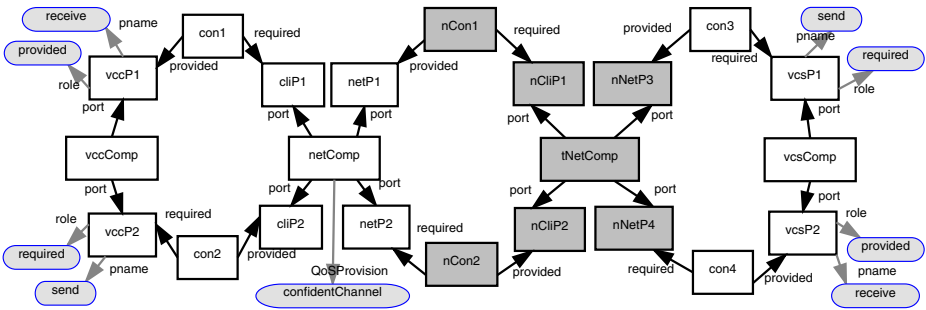 receive
pname
con1
required
nCon1
required
provided
con3
send
pname
provided
provided
provided
required
required
role
vccP1
cliP1
netP1
nCliP1
nNetP3
vcsP1
role
port
port
port
port
port
port
vccComp
netComp
tNetComp
vcsComp
port
port
port
port
port
role
required
required
role
vccP2
cliP2
netP2
nCliP2
nNetP4
vcsP2
required
con2
provided
provided
pname
QoSProvision
nCon2
provided
required
con4
provided
pname
send
confidentChannel
receive